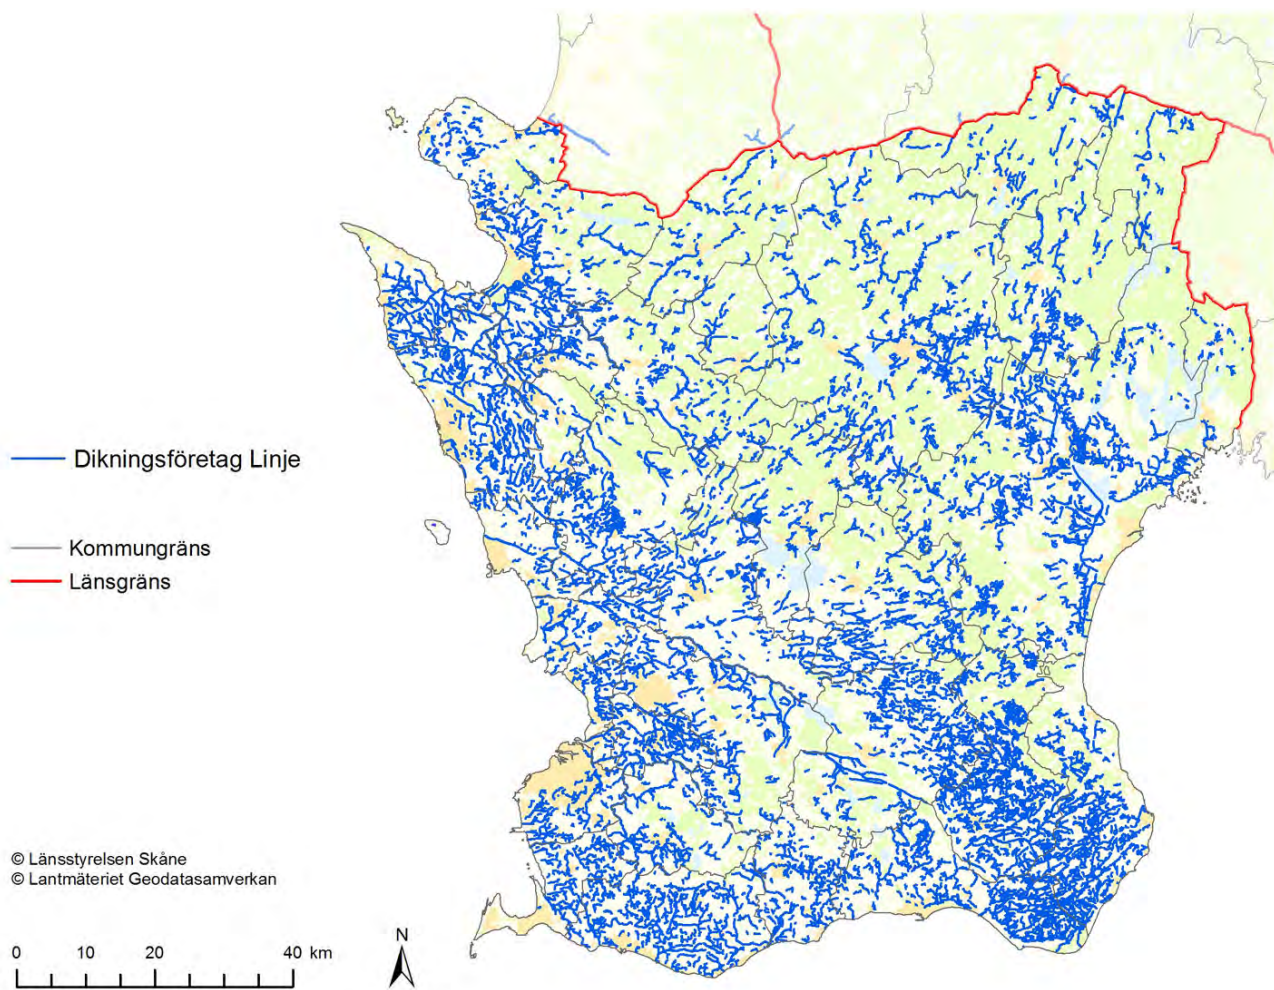 Dikningsföretag Linje
Kommungräns
Länsgräns
© Länsstyrelsen Skåne
© Lantmäteriet Geodatasamverkan
0 10 20 40 km
N